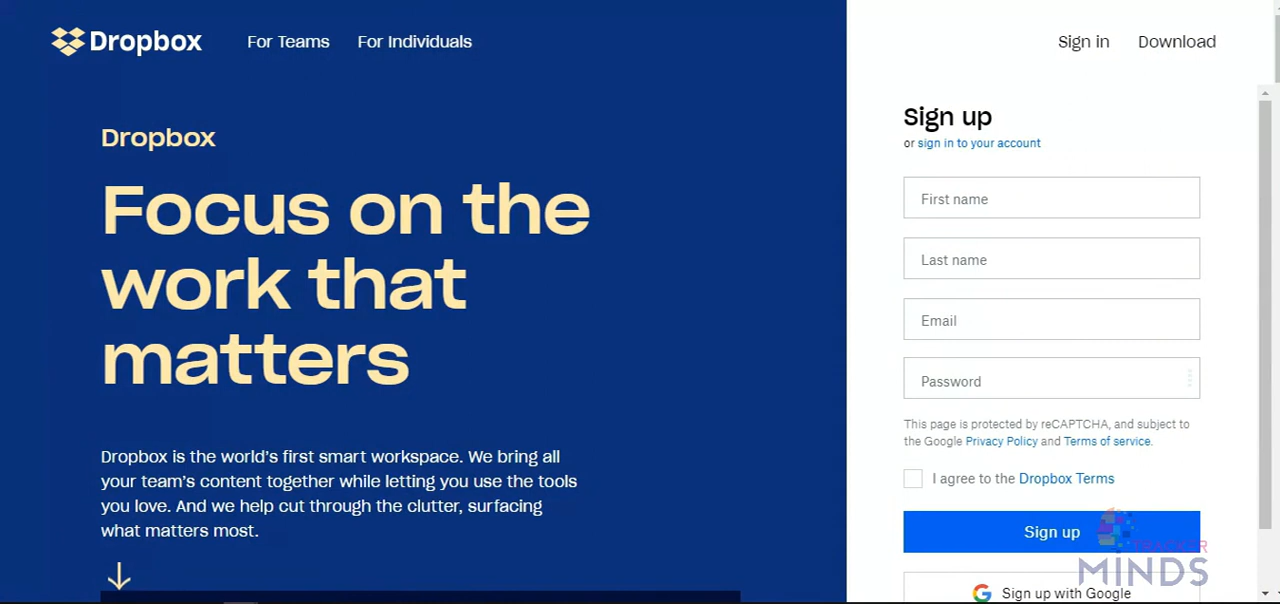 Dropbox
For Teams
For Individuals
Sign in
Download
Dropbox
Focus on the
work that
matters
Dropbox is the world's first smart workspace. We bring all
your team's content together while letting you use the tools
you love. And we help cut through the clutter, surfacing
what matters most.
Sign up
or sign in to your account
First name
Last name
Email
Password
This page is protected by reCAPTCHA, and subject to
the Google Privacy Policy and Terms of service.
I agree to the Dropbox Terms
Sign up
Sign up with Google
TRACKER
MINDS